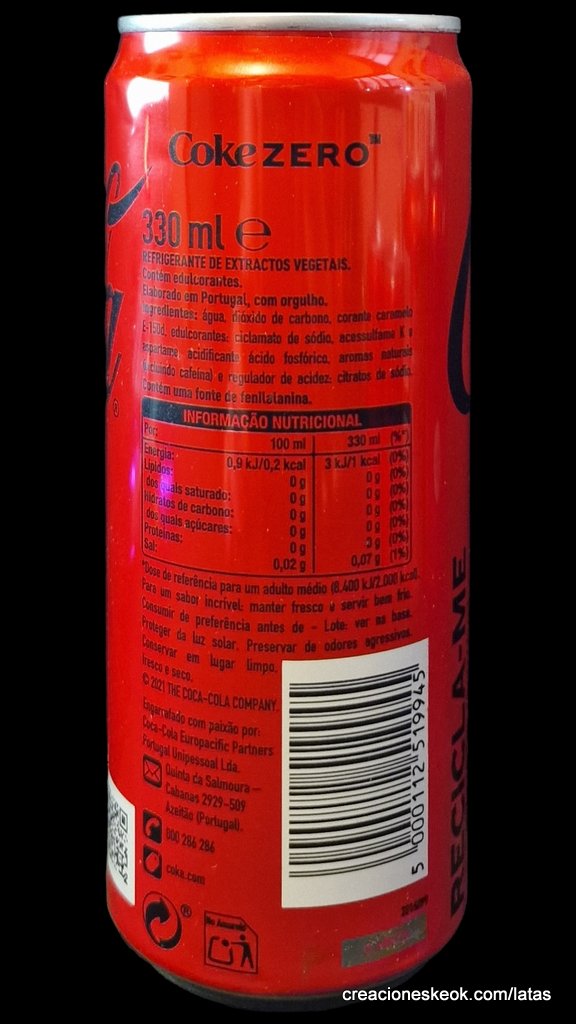 Coke ZERO™
330 ml ℮
REFRIGERANTE DE EXTRACTOS VEGETAIS.
Contém edulcorantes.
Elaborado em Portugal, com orgulho.
Ingredientes: água, dióxido de carbono, corante caramelo
E-150d, edulcorantes: ciclamato de sódio, acessulfame K e
aspartame, acidificante ácido fosfórico, aromas naturais
(incluindo cafeína) e regulador de acidez: citratos de sódio.
Contém uma fonte de fenilalanina.
INFORMAÇÃO NUTRICIONAL
Por: 100 ml 330 ml (%*)
Energia: 0,9 kJ/0,2 kcal 3 kJ/1 kcal (0%)
Lípidos: 0 g 0 g (0%)
dos quais saturado: 0 g 0 g (0%)
Hidratos de carbono: 0 g 0 g (0%)
dos quais açúcares: 0 g 0 g (0%)
Proteínas: 0 g 0 g (0%)
Sal: 0,02 g 0,07 g (1%)
*Dose de referência para um adulto médio (8.400 kJ/2.000 kcal).
Para um sabor incrível: manter fresco e servir bem frio.
Consumir de preferência antes de - Lote: ver na base.
Proteger da luz solar. Preservar de odores agressivos.
Conservar em lugar limpo,
fresco e seco.
© 2021 THE COCA-COLA COMPANY.
Engarrafado com paixão por:
Coca-Cola Europacific Partners
Portugal Unipessoal Lda.
Quinta da Salmoura –
Cabanas 2929-509
Azeitão (Portugal).
000 286 286
coke.com
®
No Amarelo
5 000112 519945
RECICLA-ME
®
creacioneskeok.com/latas